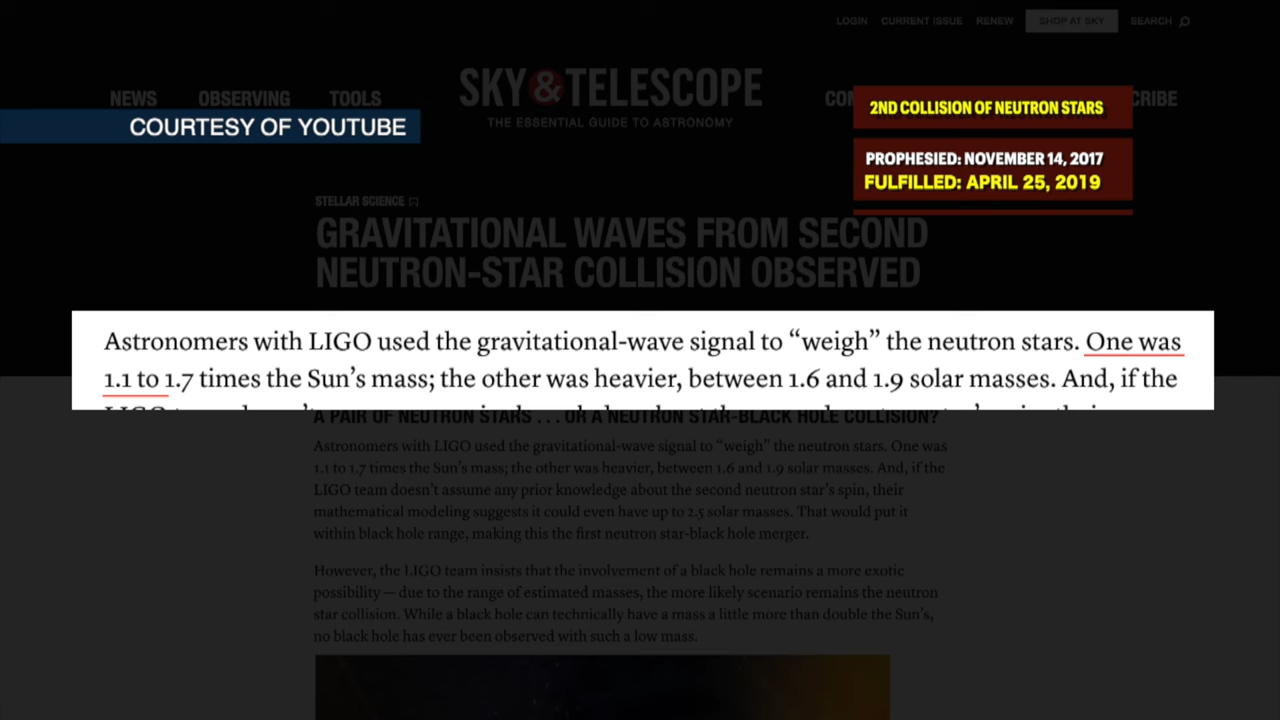 LOGIN CURRENT ISSUE RENEW SHOP AT SKY SEARCH
SKY&TELESCOPE
THE ESSENTIAL GUIDE TO ASTRONOMY
NEWS OBSERVING TOOLS
COURTESY OF YOUTUBE
2ND COLLISION OF NEUTRON STARS
PROPHESIED: NOVEMBER 14, 2017
FULFILLED: APRIL 25, 2019
STELLAR SCIENCE
GRAVITATIONAL WAVES FROM SECOND
NEUTRON-STAR COLLISION OBSERVED
Astronomers with LIGO used the gravitational-wave signal to “weigh” the neutron stars. One was
1.1 to 1.7 times the Sun’s mass; the other was heavier, between 1.6 and 1.9 solar masses. And, if the
A PAIR OF NEUTRON STARS . . . OR A NEUTRON STAR-BLACK HOLE COLLISION?
Astronomers with LIGO used the gravitational-wave signal to “weigh” the neutron stars. One was
1.1 to 1.7 times the Sun’s mass; the other was heavier, between 1.6 and 1.9 solar masses. And, if the
LIGO team doesn’t assume any prior knowledge about the second neutron star’s spin, their
mathematical modeling suggests it could even have up to 2.5 solar masses. That would put it
within black hole range, making this the first neutron star-black hole merger.
However, the LIGO team insists that the involvement of a black hole remains a more exotic
possibility — due to the range of estimated masses, the more likely scenario remains the neutron
star collision. While a black hole can technically have a mass a little more than double the Sun’s,
no black hole has ever been observed with such a low mass.